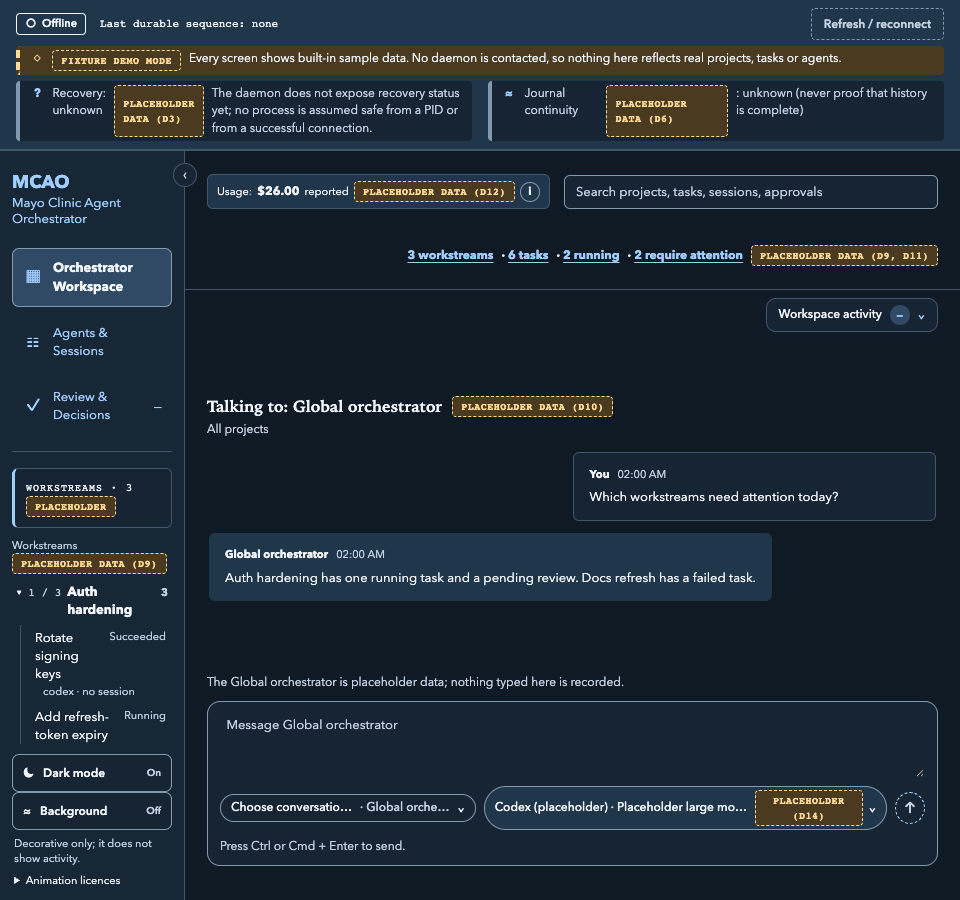 Offline
Last durable sequence: none
Refresh / reconnect
FIXTURE DEMO MODE
Every screen shows built-in sample data. No daemon is contacted, so nothing here reflects real projects, tasks or agents.
? Recovery:
unknown
PLACEHOLDER
DATA (D3)
The daemon does not expose recovery status
yet; no process is assumed safe from a PID or
from a successful connection.
≈ Journal
continuity
PLACEHOLDER
DATA (D6)
: unknown (never proof that history
is complete)
MCAO
Mayo Clinic Agent
Orchestrator
Orchestrator
Workspace
Agents &
Sessions
Review &
Decisions
–
WORKSTREAMS · 3
PLACEHOLDER
Workstreams
PLACEHOLDER DATA (D9)
▾ 1 / 3 Auth
hardening
3
Rotate
signing
keys
Succeeded
codex · no session
Add refresh-
token expiry
Running
Dark mode On
≈ Background Off
Decorative only; it does not
show activity.
▶ Animation licences
‹
Usage: $26.00 reported PLACEHOLDER DATA (D12) i
Search projects, tasks, sessions, approvals
3 workstreams · 6 tasks · 2 running · 2 require attention PLACEHOLDER DATA (D9, D11)
Workspace activity –
Talking to: Global orchestrator PLACEHOLDER DATA (D10)
All projects
You 02:00 AM
Which workstreams need attention today?
Global orchestrator 02:00 AM
Auth hardening has one running task and a pending review. Docs refresh has a failed task.
The Global orchestrator is placeholder data; nothing typed here is recorded.
Message Global orchestrator
Choose conversatio... · Global orche...
Codex (placeholder) · Placeholder large mo...
PLACEHOLDER
(D14)
Press Ctrl or Cmd + Enter to send.